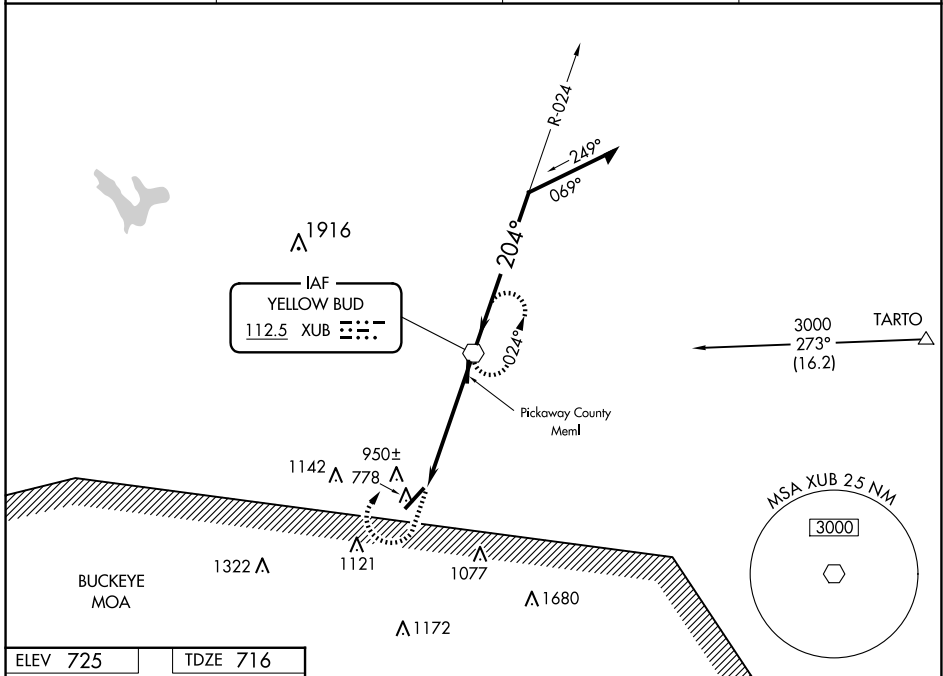 R-024
249°
069°
1916
204°
IAF
YELLOW BUD
112.5 XUB
024°
3000
273°
(16.2)
TARTO
Pickaway County
Meml
950±
1142
778
MSA XUB 25 NM
3000
1322
1121
1077
BUCKEYE
MOA
1680
1172
ELEV 725
TDZE 716